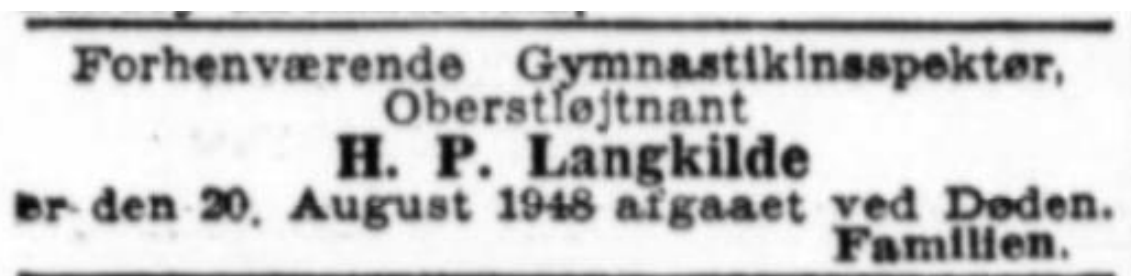 Forhenværende Gymnastikinsspektør,
Oberstløjtnant
H. P. Langkilde
er den 20. August 1948 afgaaet ved Døden.
Familien.